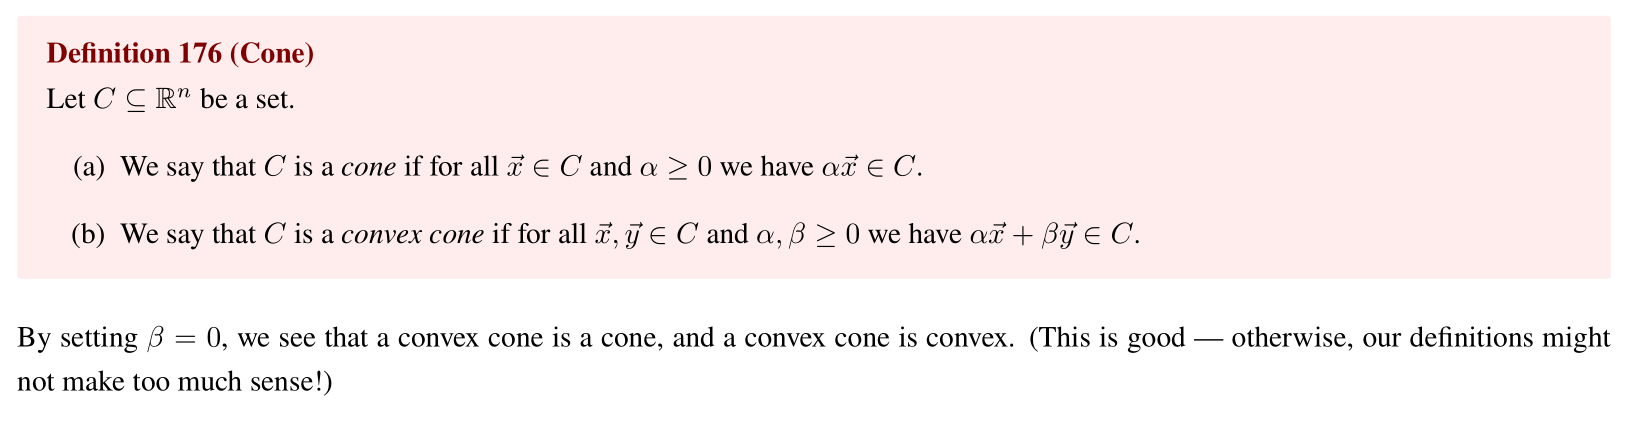 Definition 176 (Cone)
Let $C \subseteq \mathbb{R}^n$ be a set.
(a) We say that $C$ is a cone if for all $\vec{x} \in C$ and $\alpha \geq 0$ we have $\alpha\vec{x} \in C$.
(b) We say that $C$ is a convex cone if for all $\vec{x}, \vec{y} \in C$ and $\alpha, \beta \geq 0$ we have $\alpha\vec{x} + \beta\vec{y} \in C$.
By setting $\beta = 0$, we see that a convex cone is a cone, and a convex cone is convex. (This is good — otherwise, our definitions might
not make too much sense!)